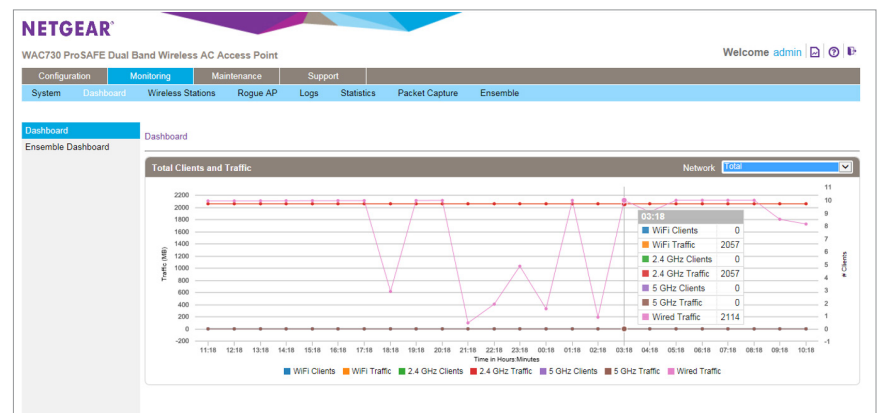 NETGEAR®
WAC730 ProSAFE Dual Band Wireless AC Access Point
Welcome admin
Configuration Monitoring Maintenance Support
System Dashboard Wireless Stations Rogue AP Logs Statistics Packet Capture Ensemble
Dashboard
Ensemble Dashboard
Dashboard
Total Clients and Traffic Network Total
Traffic (MB)
2200
2000
1800
1600
1400
1200
1000
800
600
400
200
0
-200
11
10
9
8
7
6
5
4
3
2
1
0
-1
# Clients
03:18
WiFi Clients 0
WiFi Traffic 2057
2.4 GHz Clients 0
2.4 GHz Traffic 2057
5 GHz Clients 0
5 GHz Traffic 0
Wired Traffic 2114
11:18 12:18 13:18 14:18 15:18 16:18 17:18 18:18 19:18 20:18 21:18 22:18 23:18 00:18 01:18 02:18 03:18 04:18 05:18 06:18 07:18 08:18 09:18 10:18
Time in Hours:Minutes
WiFi Clients WiFi Traffic 2.4 GHz Clients 2.4 GHz Traffic 5 GHz Clients 5 GHz Traffic Wired Traffic